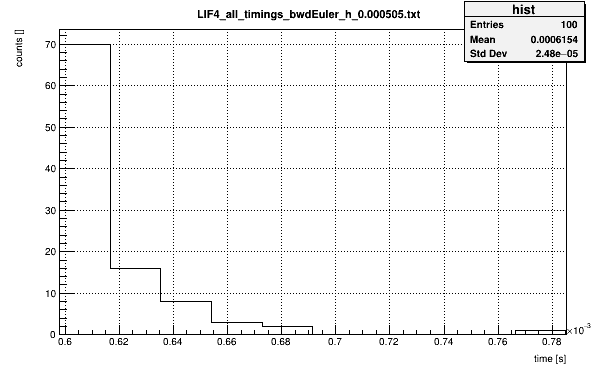 LIF4_all_timings_bwdEuler_h_0.000505.txt
hist
Entries 100
Mean 0.0006154
Std Dev 2.48e−05
counts []
70
60
50
40
30
20
10
0
0.6 0.62 0.64 0.66 0.68 0.7 0.72 0.74 0.76 0.78
×10⁻³
time [s]